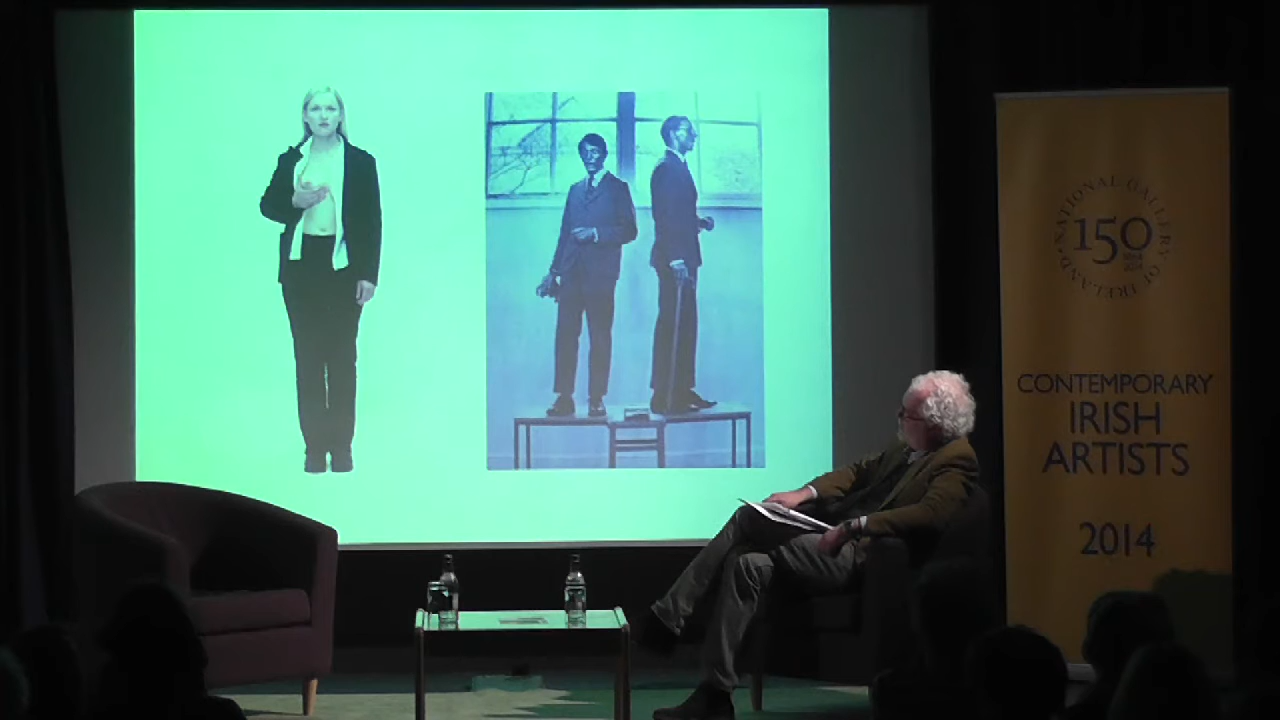 NATIONAL GALLERY OF IRELAND
150
CONTEMPORARY
IRISH
ARTISTS
2014